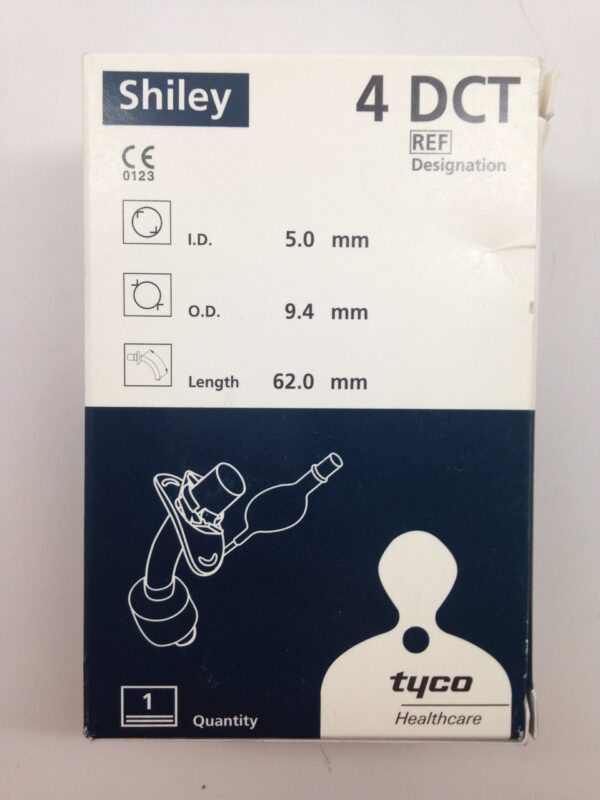 Shiley
4 DCT
REF
Designation
CE
0123
I.D. 5.0 mm
O.D. 9.4 mm
Length 62.0 mm
1
Quantity
tyco
Healthcare